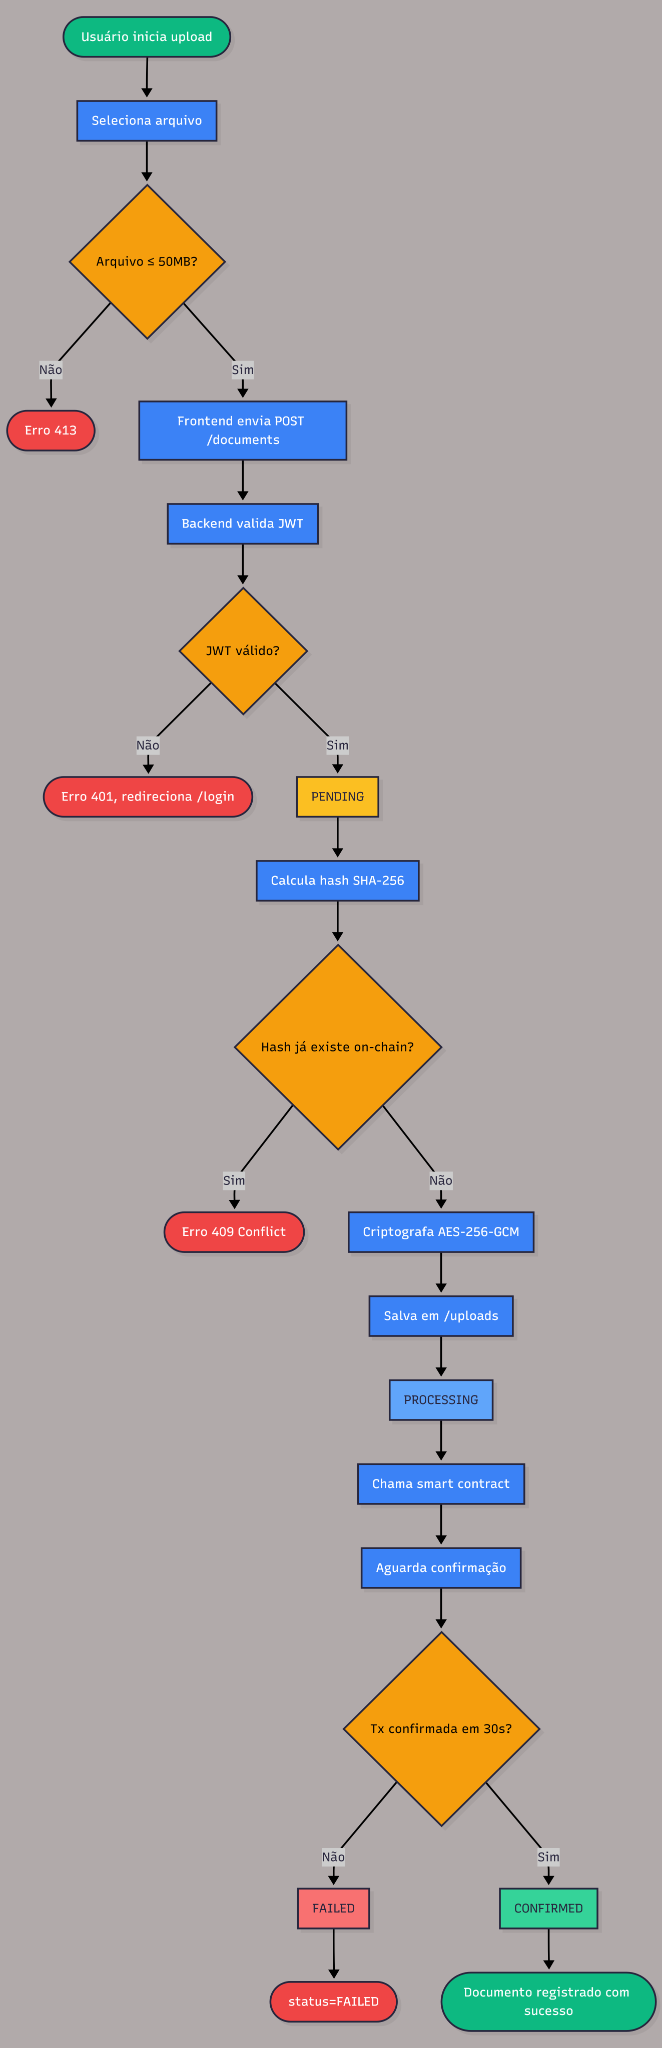 Usuário inicia upload
Seleciona arquivo
Arquivo ≤ 50MB?
Não
Sim
Erro 413
Frontend envia POST
/documents
Backend valida JWT
JWT válido?
Não
Sim
Erro 401, redireciona /login
PENDING
Calcula hash SHA-256
Hash já existe on-chain?
Sim
Não
Erro 409 Conflict
Criptografa AES-256-GCM
Salva em /uploads
PROCESSING
Chama smart contract
Aguarda confirmação
Tx confirmada em 30s?
Não
Sim
FAILED
CONFIRMED
status=FAILED
Documento registrado com
sucesso